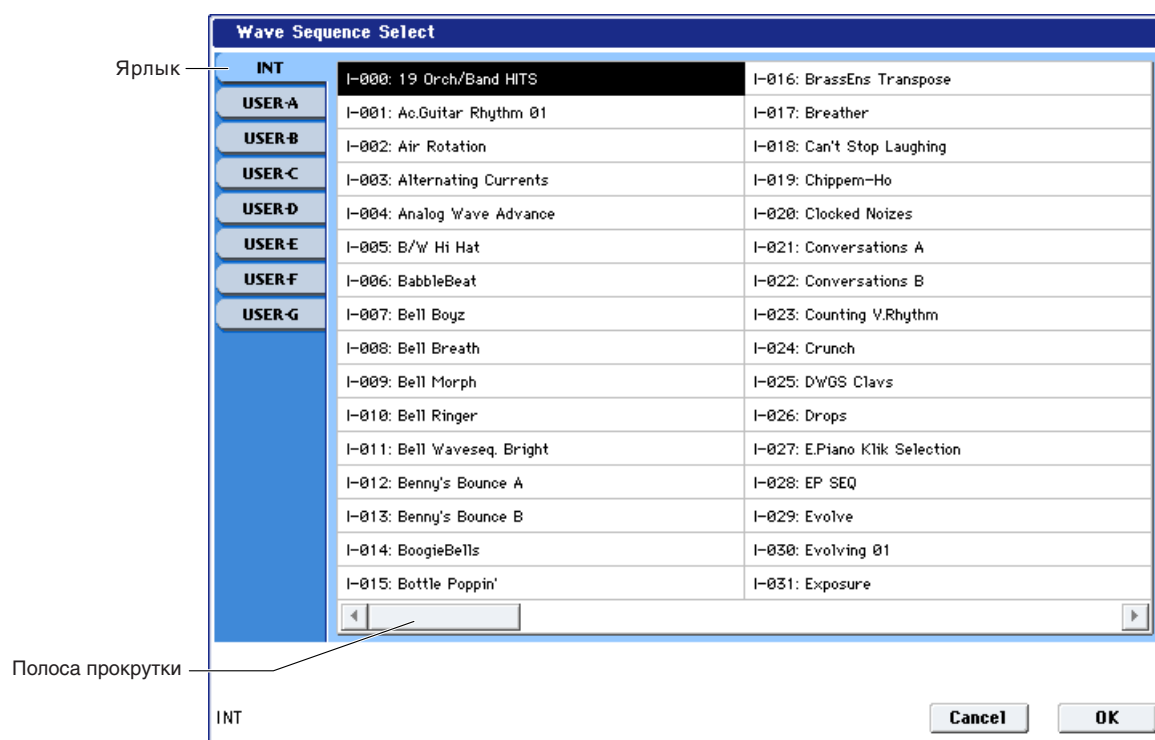 Wave Sequence Select
Ярлык
INT
USER-A
USER-B
USER-C
USER-D
USER-E
USER-F
USER-G
I-000: 19 Orch/Band HITS
I-001: Ac.Guitar Rhythm 01
I-002: Air Rotation
I-003: Alternating Currents
I-004: Analog Wave Advance
I-005: B/W Hi Hat
I-006: BabbleBeat
I-007: Bell Boyz
I-008: Bell Breath
I-009: Bell Morph
I-010: Bell Ringer
I-011: Bell Waveseq. Bright
I-012: Benny's Bounce A
I-013: Benny's Bounce B
I-014: BoogieBells
I-015: Bottle Poppin'
I-016: BrassEns Transpose
I-017: Breather
I-018: Can't Stop Laughing
I-019: Chippem-Ho
I-020: Clocked Noizes
I-021: Conversations A
I-022: Conversations B
I-023: Counting V.Rhythm
I-024: Crunch
I-025: DWGS Clavs
I-026: Drops
I-027: E.Piano Klik Selection
I-028: EP SEQ
I-029: Evolve
I-030: Evolving 01
I-031: Exposure
Полоса прокрутки
INT
Cancel
OK